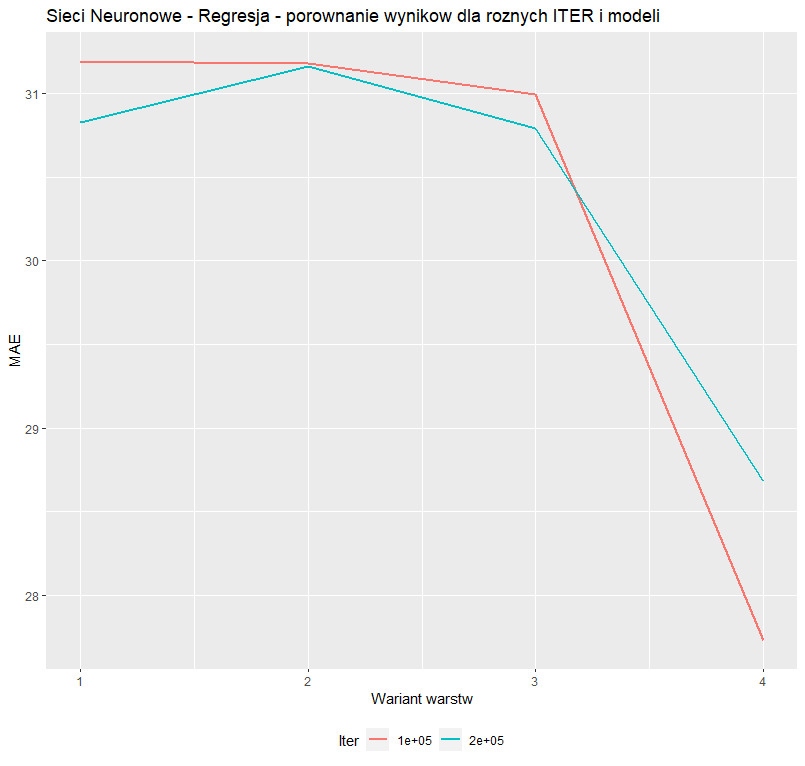 Sieci Neuronowe - Regresja - porownanie wynikow dla roznych ITER i modeli
MAE
31
30
29
28
1
2
3
4
Wariant warstw
Iter
1e+05
2e+05